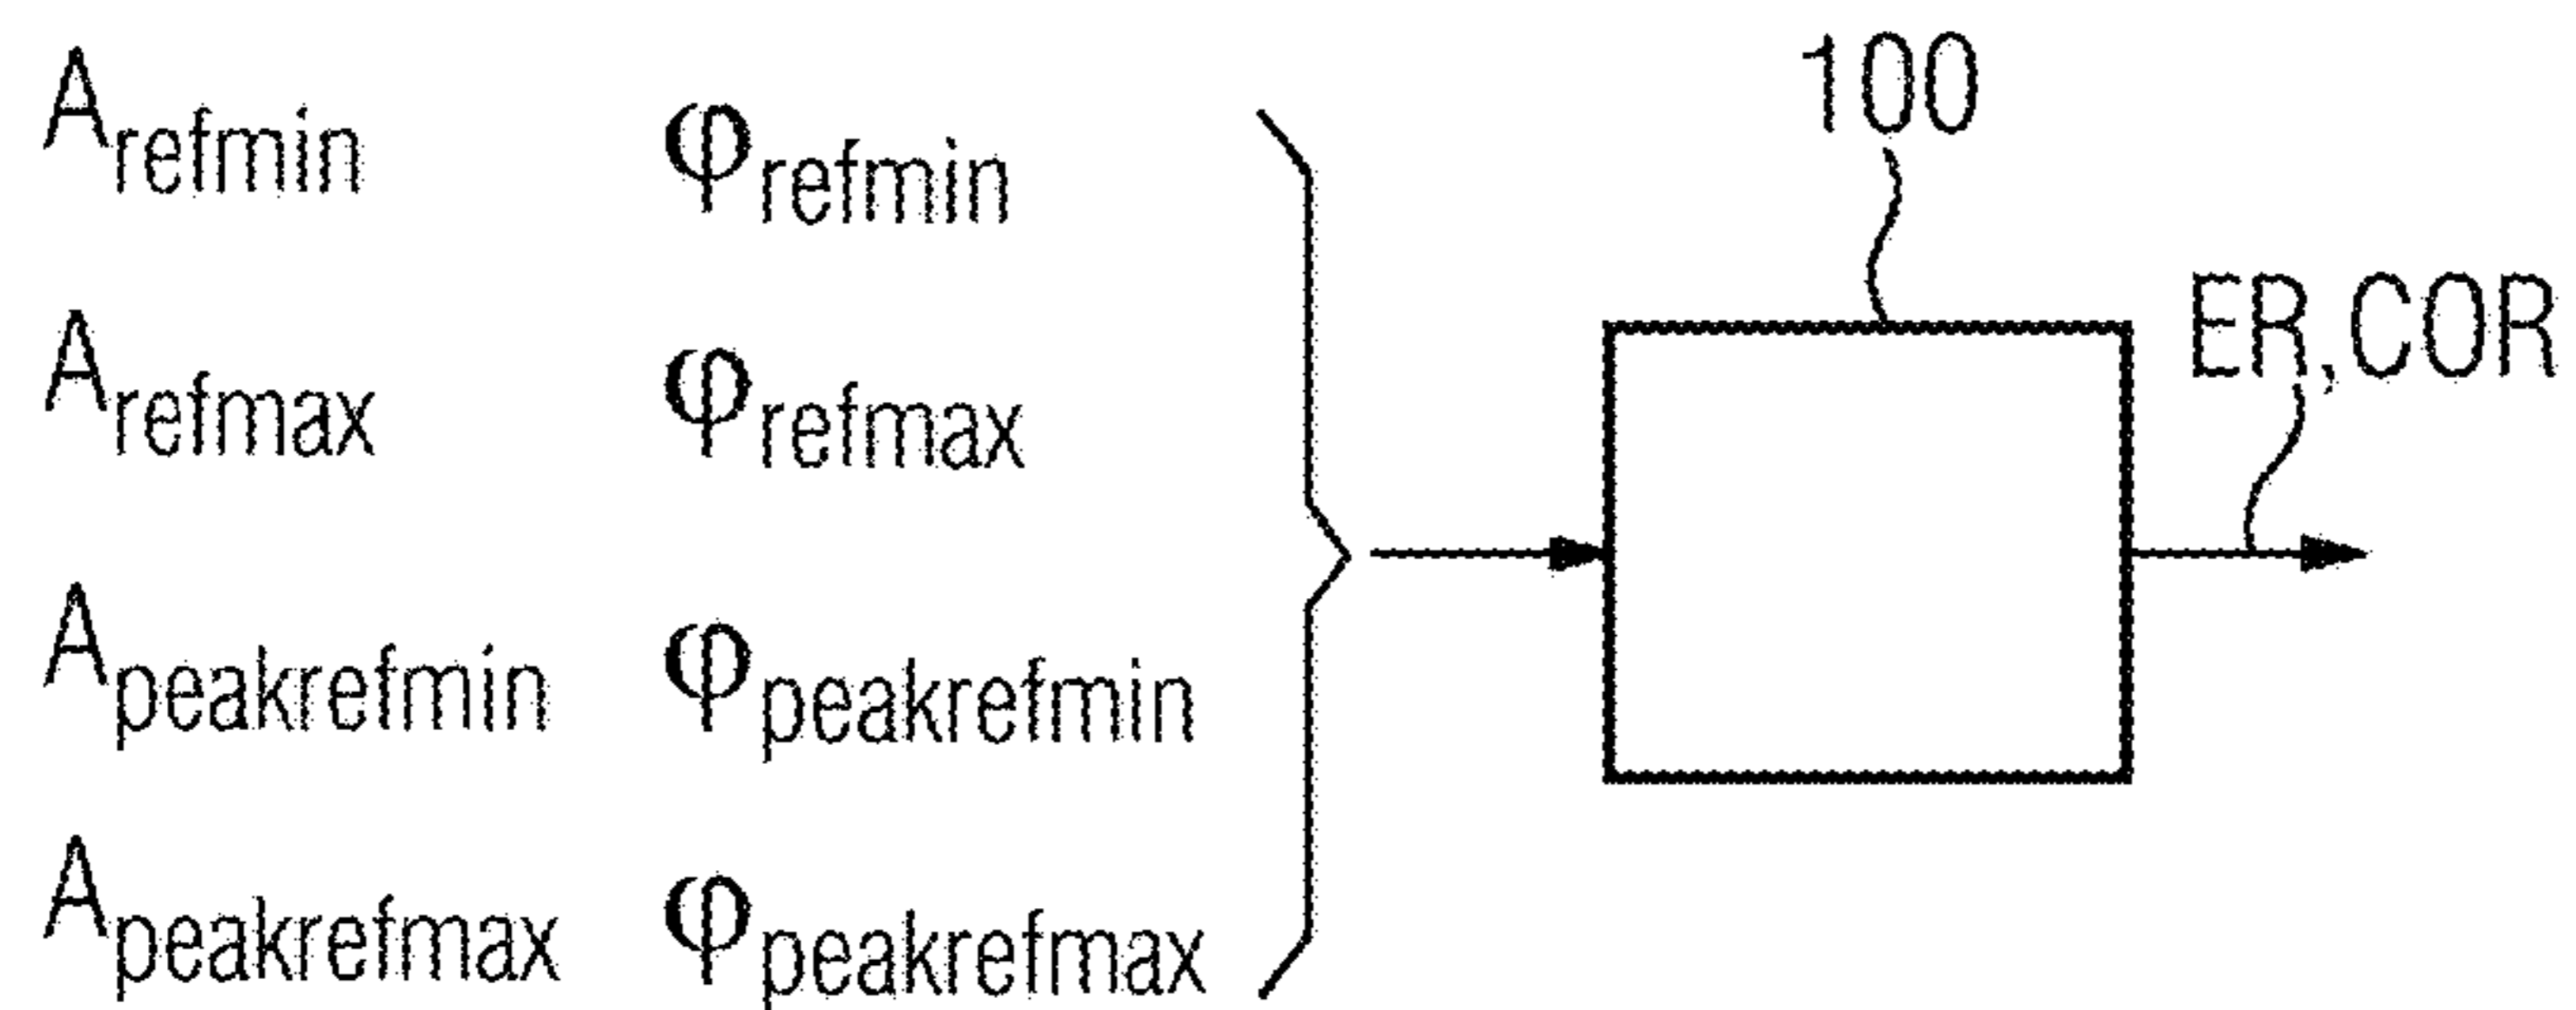 A_refmin φ_refmin
100
A_refmax φ_refmax
ER,COR
A_peakrefmin φ_peakrefmin
A_peakrefmax φ_peakrefmax